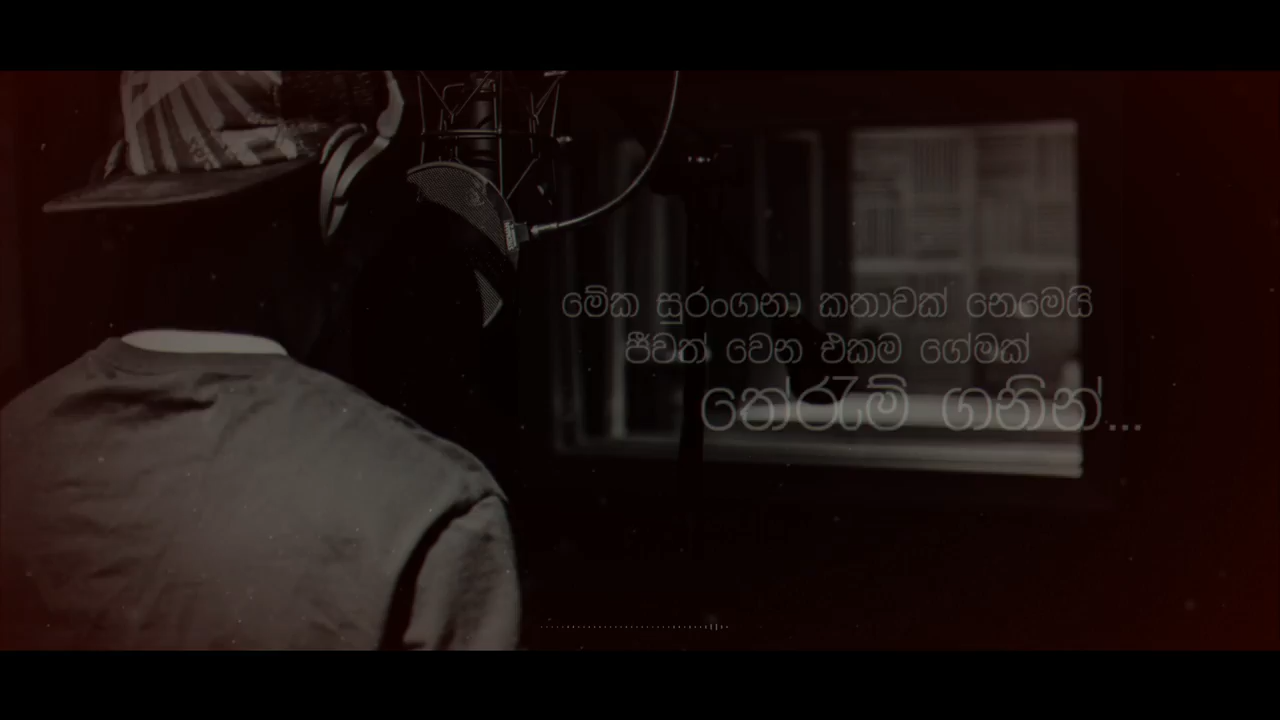 මේක සුරංගනා කතාවක් නෙමෙයි
ජීවත් වෙන එකම ගේමක්
තේරුම් ගනින්...